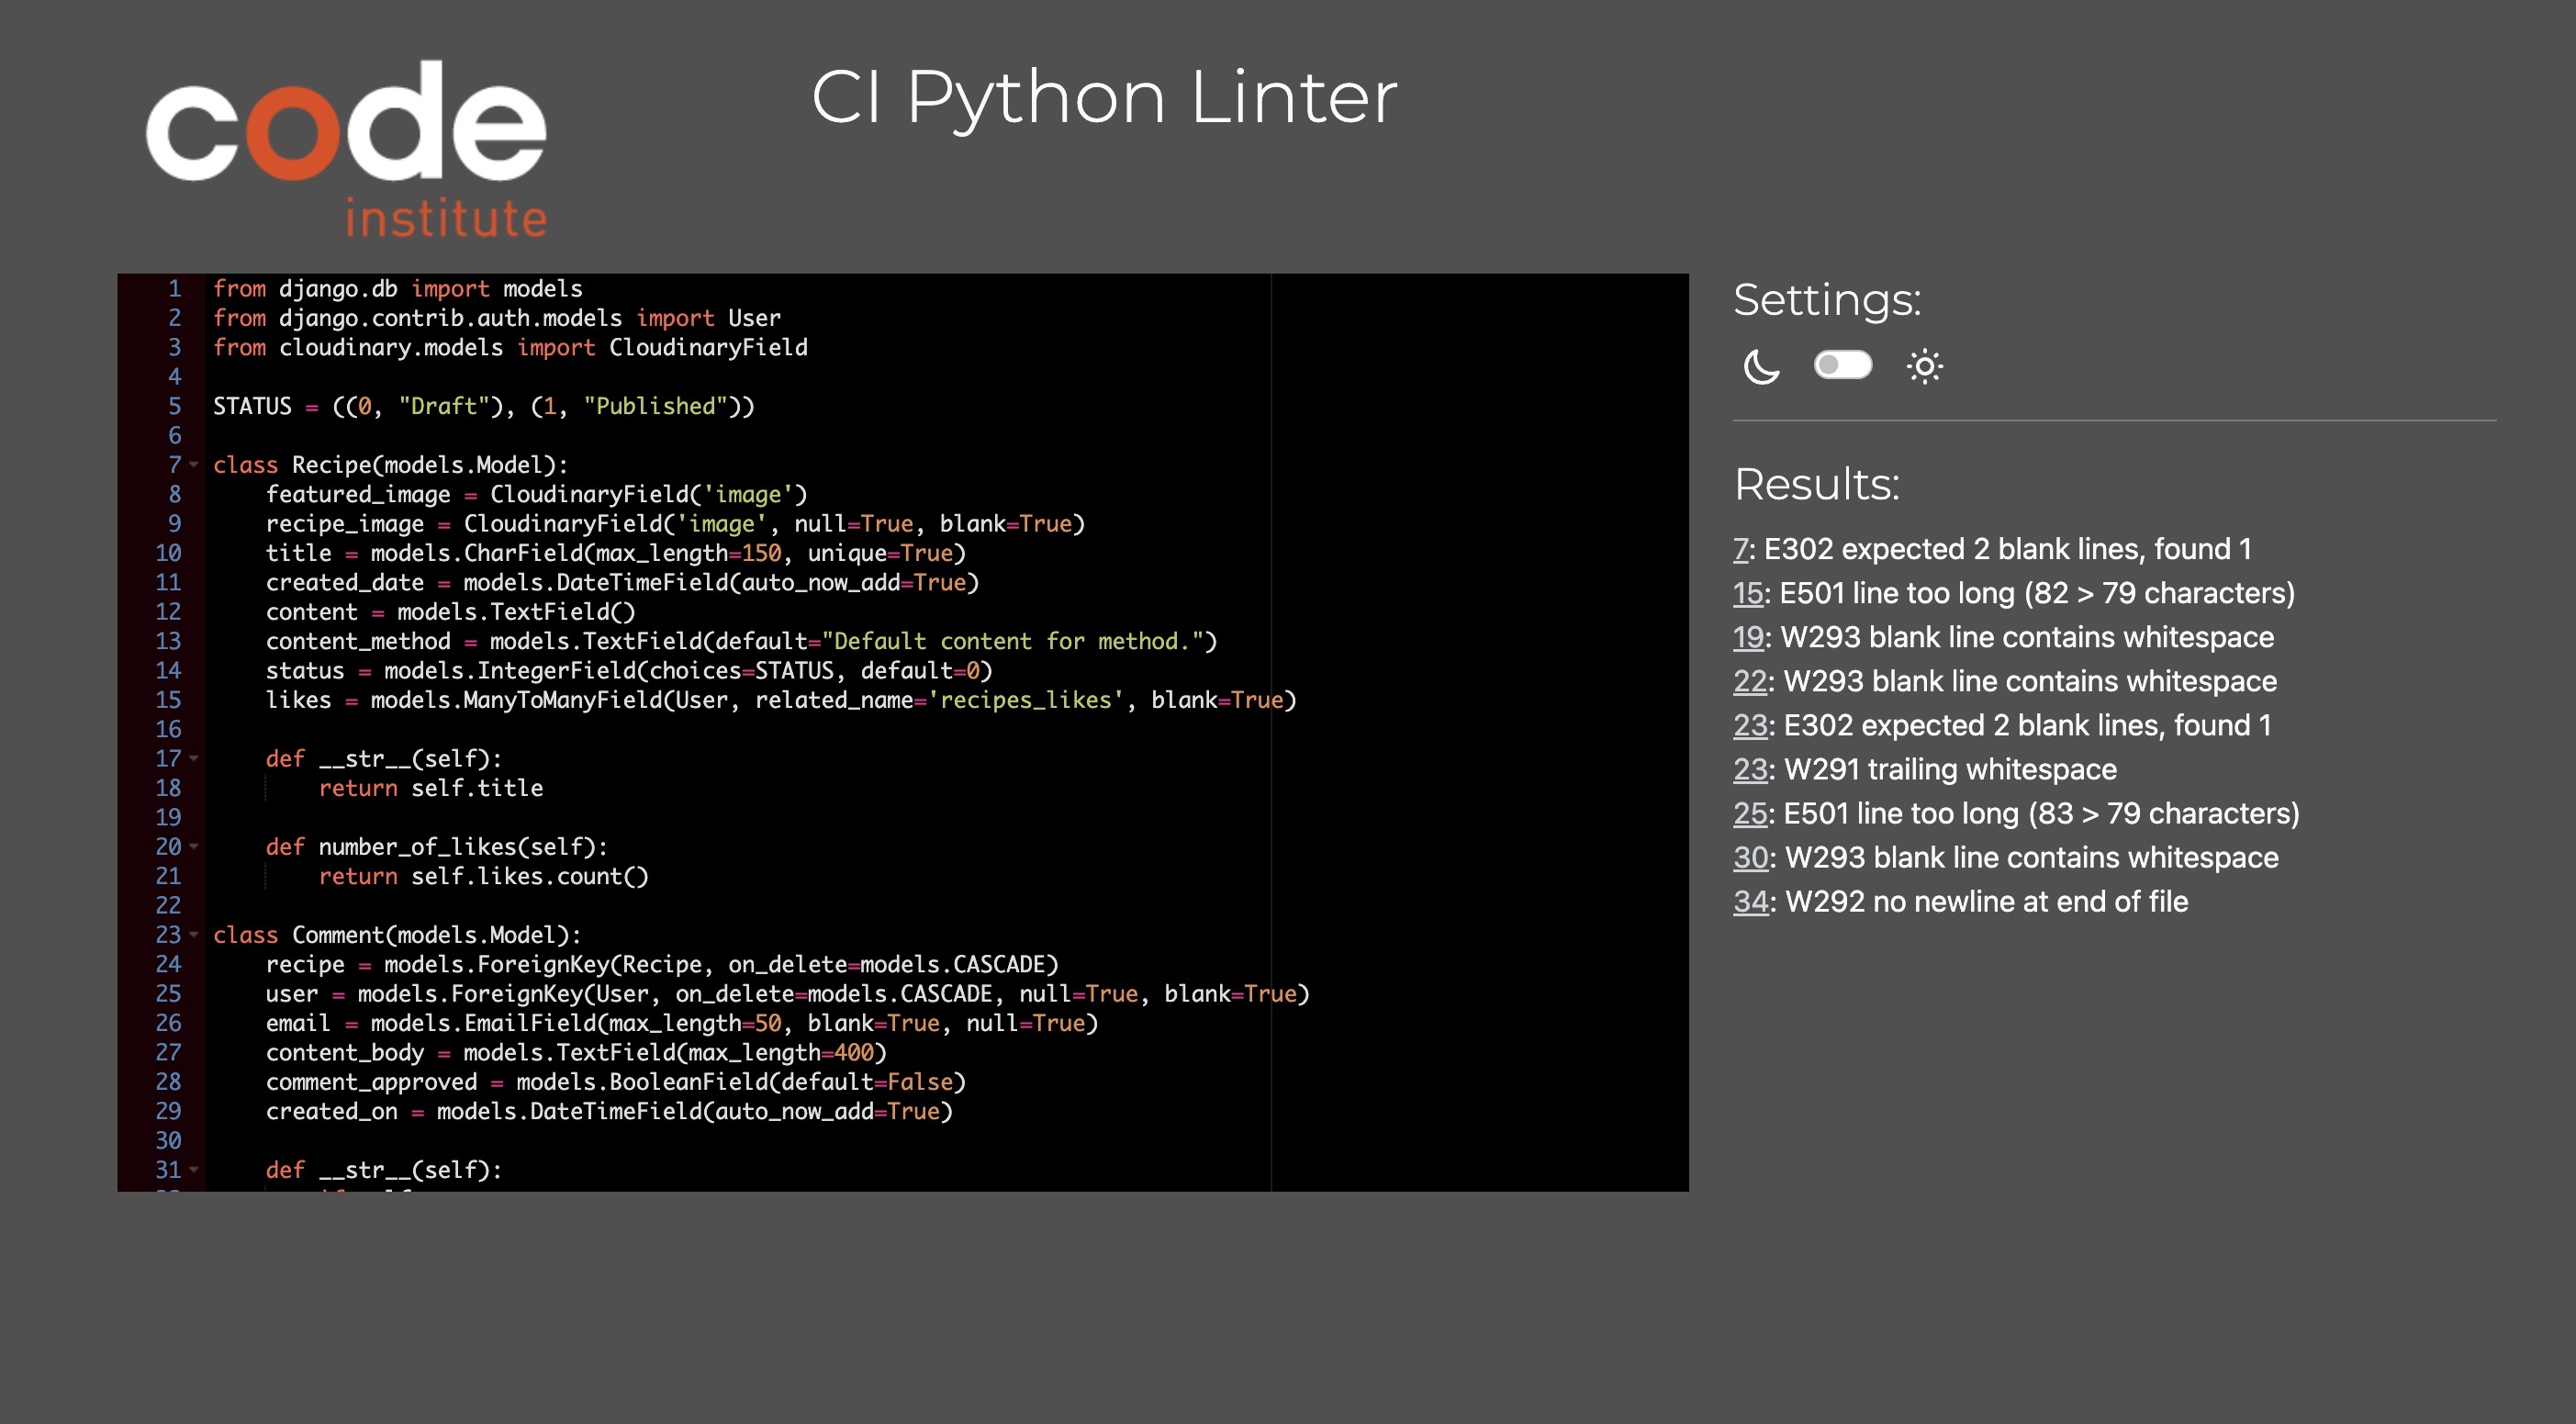 code
institute
CI Python Linter
1 from django.db import models
2 from django.contrib.auth.models import User
3 from cloudinary.models import CloudinaryField
4
5 STATUS = ((0, "Draft"), (1, "Published"))
6
7 class Recipe(models.Model):
8     featured_image = CloudinaryField('image')
9     recipe_image = CloudinaryField('image', null=True, blank=True)
10     title = models.CharField(max_length=150, unique=True)
11     created_date = models.DateTimeField(auto_now_add=True)
12     content = models.TextField()
13     content_method = models.TextField(default="Default content for method.")
14     status = models.IntegerField(choices=STATUS, default=0)
15     likes = models.ManyToManyField(User, related_name='recipes_likes', blank=True)
16
17     def __str__(self):
18         return self.title
19
20     def number_of_likes(self):
21         return self.likes.count()
22
23 class Comment(models.Model):
24     recipe = models.ForeignKey(Recipe, on_delete=models.CASCADE)
25     user = models.ForeignKey(User, on_delete=models.CASCADE, null=True, blank=True)
26     email = models.EmailField(max_length=50, blank=True, null=True)
27     content_body = models.TextField(max_length=400)
28     comment_approved = models.BooleanField(default=False)
29     created_on = models.DateTimeField(auto_now_add=True)
30
31     def __str__(self):
Settings:
Results:
7: E302 expected 2 blank lines, found 1
15: E501 line too long (82 > 79 characters)
19: W293 blank line contains whitespace
22: W293 blank line contains whitespace
23: E302 expected 2 blank lines, found 1
23: W291 trailing whitespace
25: E501 line too long (83 > 79 characters)
30: W293 blank line contains whitespace
34: W292 no newline at end of file